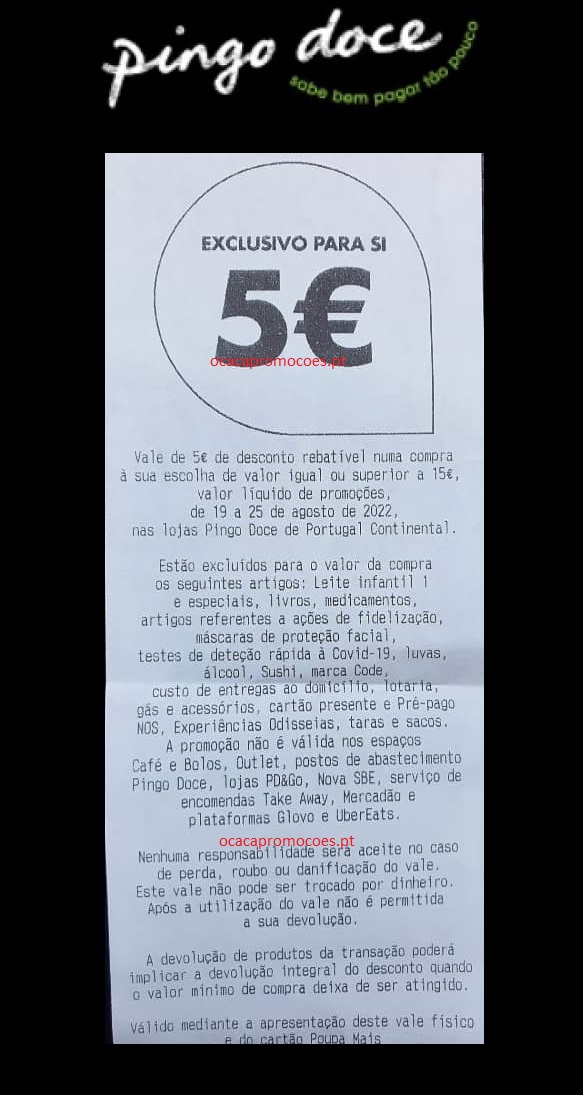 pingo doce
sabe bem pagar tão pouco
EXCLUSIVO PARA SI
5€
ocacapromocoes.pt
Vale de 5€ de desconto rebatível numa compra
à sua escolha de valor igual ou superior a 15€,
valor líquido de promoções,
de 19 a 25 de agosto de 2022,
nas lojas Pingo Doce de Portugal Continental.
Estão excluídos para o valor da compra
os seguintes artigos: Leite infantil 1
e especiais, livros, medicamentos,
artigos referentes a ações de fidelização,
máscaras de proteção facial,
testes de deteção rápida à Covid-19, luvas,
álcool, Sushi, marca Code,
custo de entregas ao domicílio, lotaria,
gás e acessórios, cartão presente e Pré-pago
NOS, Experiências Odisseias, taras e sacos.
A promoção não é válida nos espaços
Café e Bolos, Outlet, postos de abastecimento
Pingo Doce, lojas PD&Go, Nova SBE, serviço de
encomendas Take Away, Mercadão e
plataformas Glovo e UberEats.
ocacapromocoes.pt
Nenhuma responsabilidade será aceite no caso
de perda, roubo ou danificação do vale.
Este vale não pode ser trocado por dinheiro.
Após a utilização do vale não é permitida
a sua devolução.
A devolução de produtos da transação poderá
implicar a devolução integral do desconto quando
o valor mínimo de compra deixa de ser atingido.
Válido mediante a apresentação deste vale físico
e do cartão Poupa Mais